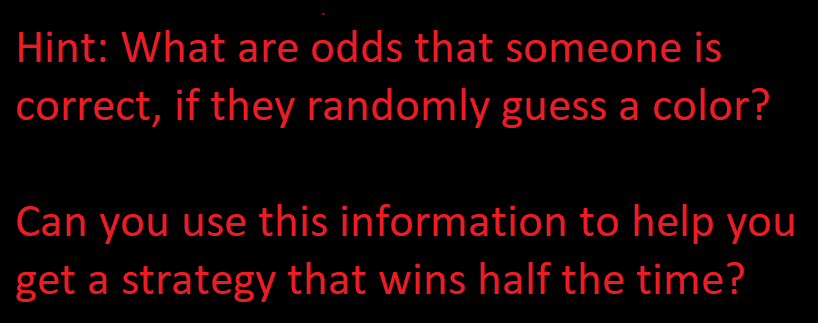 Hint: What are odds that someone is
correct, if they randomly guess a color?
Can you use this information to help you
get a strategy that wins half the time?